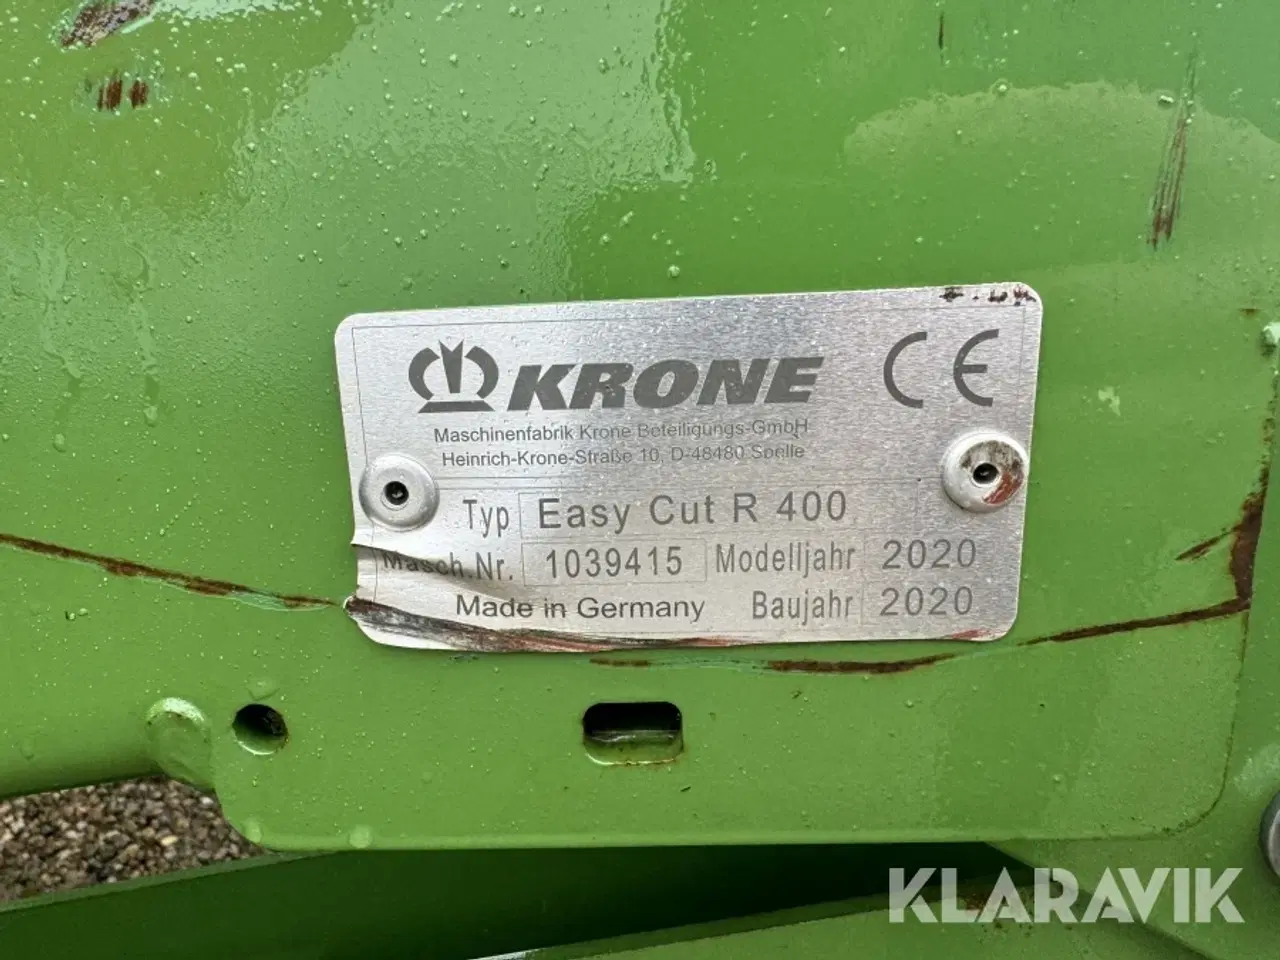 KRONE CE
Maschinenfabrik Krone Beteiligungs-GmbH
Heinrich-Krone-Straße 10, D-48480 Spelle
Typ Easy Cut R 400
Masch.Nr. 1039415 Modelljahr 2020
Made in Germany Baujahr 2020
KLARAVIK